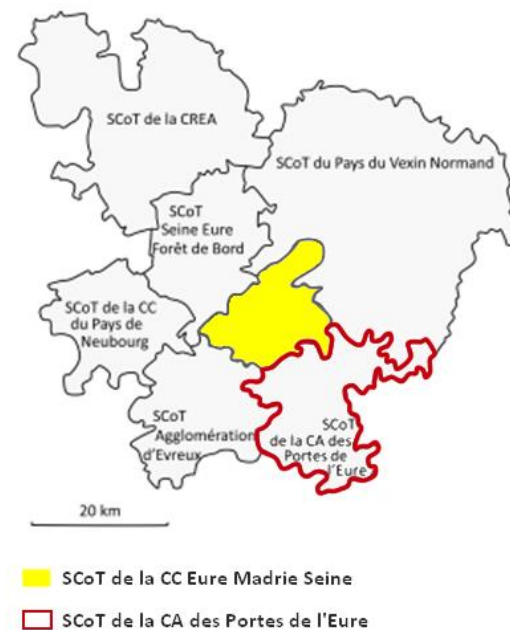 SCoT de la CREA
SCoT du Pays du Vexin Normand
SCoT
Seine Eure
Forêt de Bord
SCoT de la CC
du Pays de
Neubourg
SCoT
Agglomération
d'Evreux
SCoT
de la CA des
Portes de
l'Eure
20 km
SCoT de la CC Eure Madrie Seine
SCoT de la CA des Portes de l'Eure